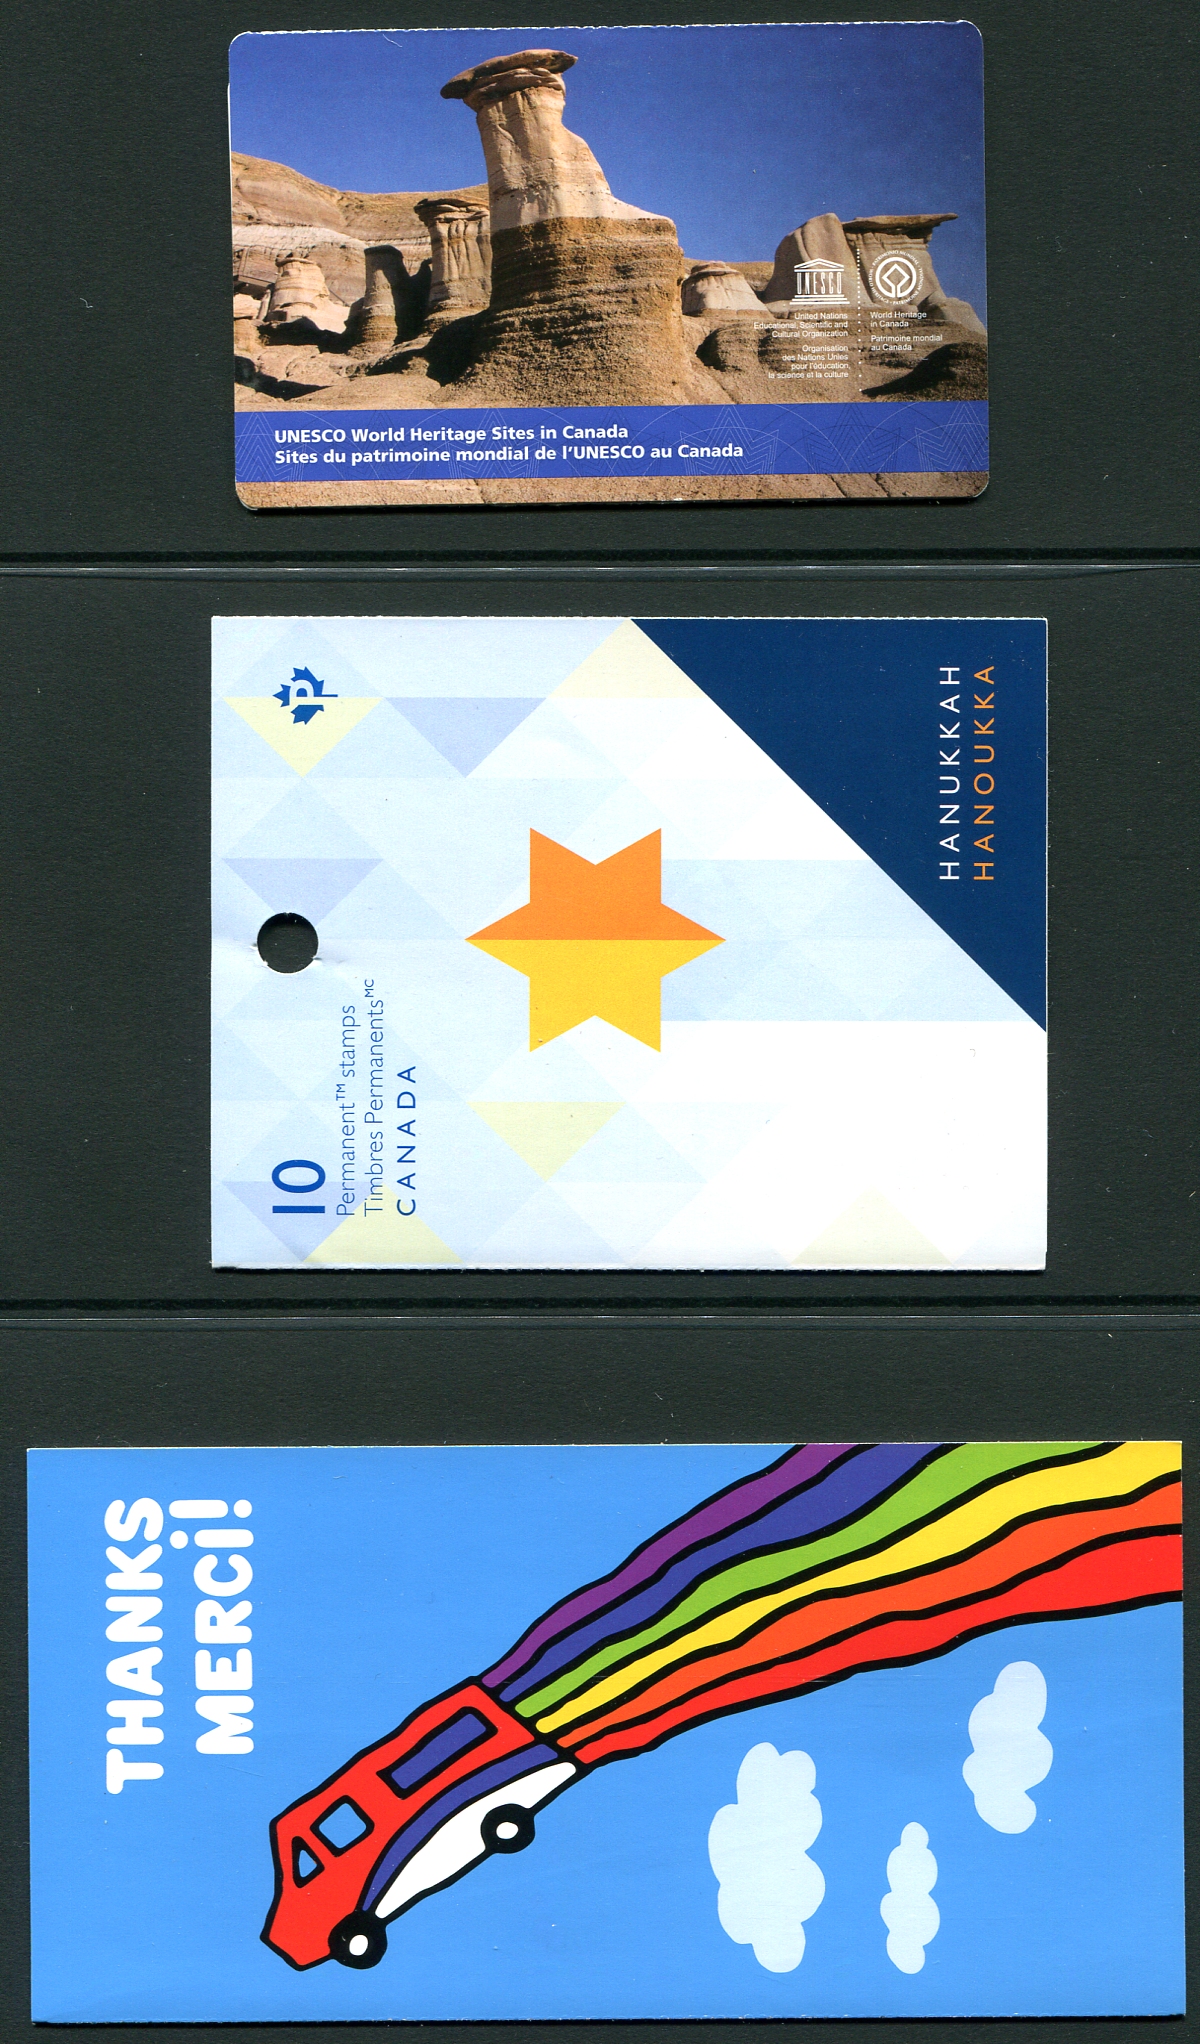 UNESCO
United Nations
Educational, Scientific and
Cultural Organization
Organisation
des Nations Unies
pour l'éducation,
la science et la culture
World Heritage
in Canada
Patrimoine mondial
au Canada
UNESCO World Heritage Sites in Canada
Sites du patrimoine mondial de l'UNESCO au Canada
P
10
Permanent™ stamps
Timbres Permanentsᴹᶜ
CANADA
HANUKKAH
HANOUKKA
THANKS
MERCI!